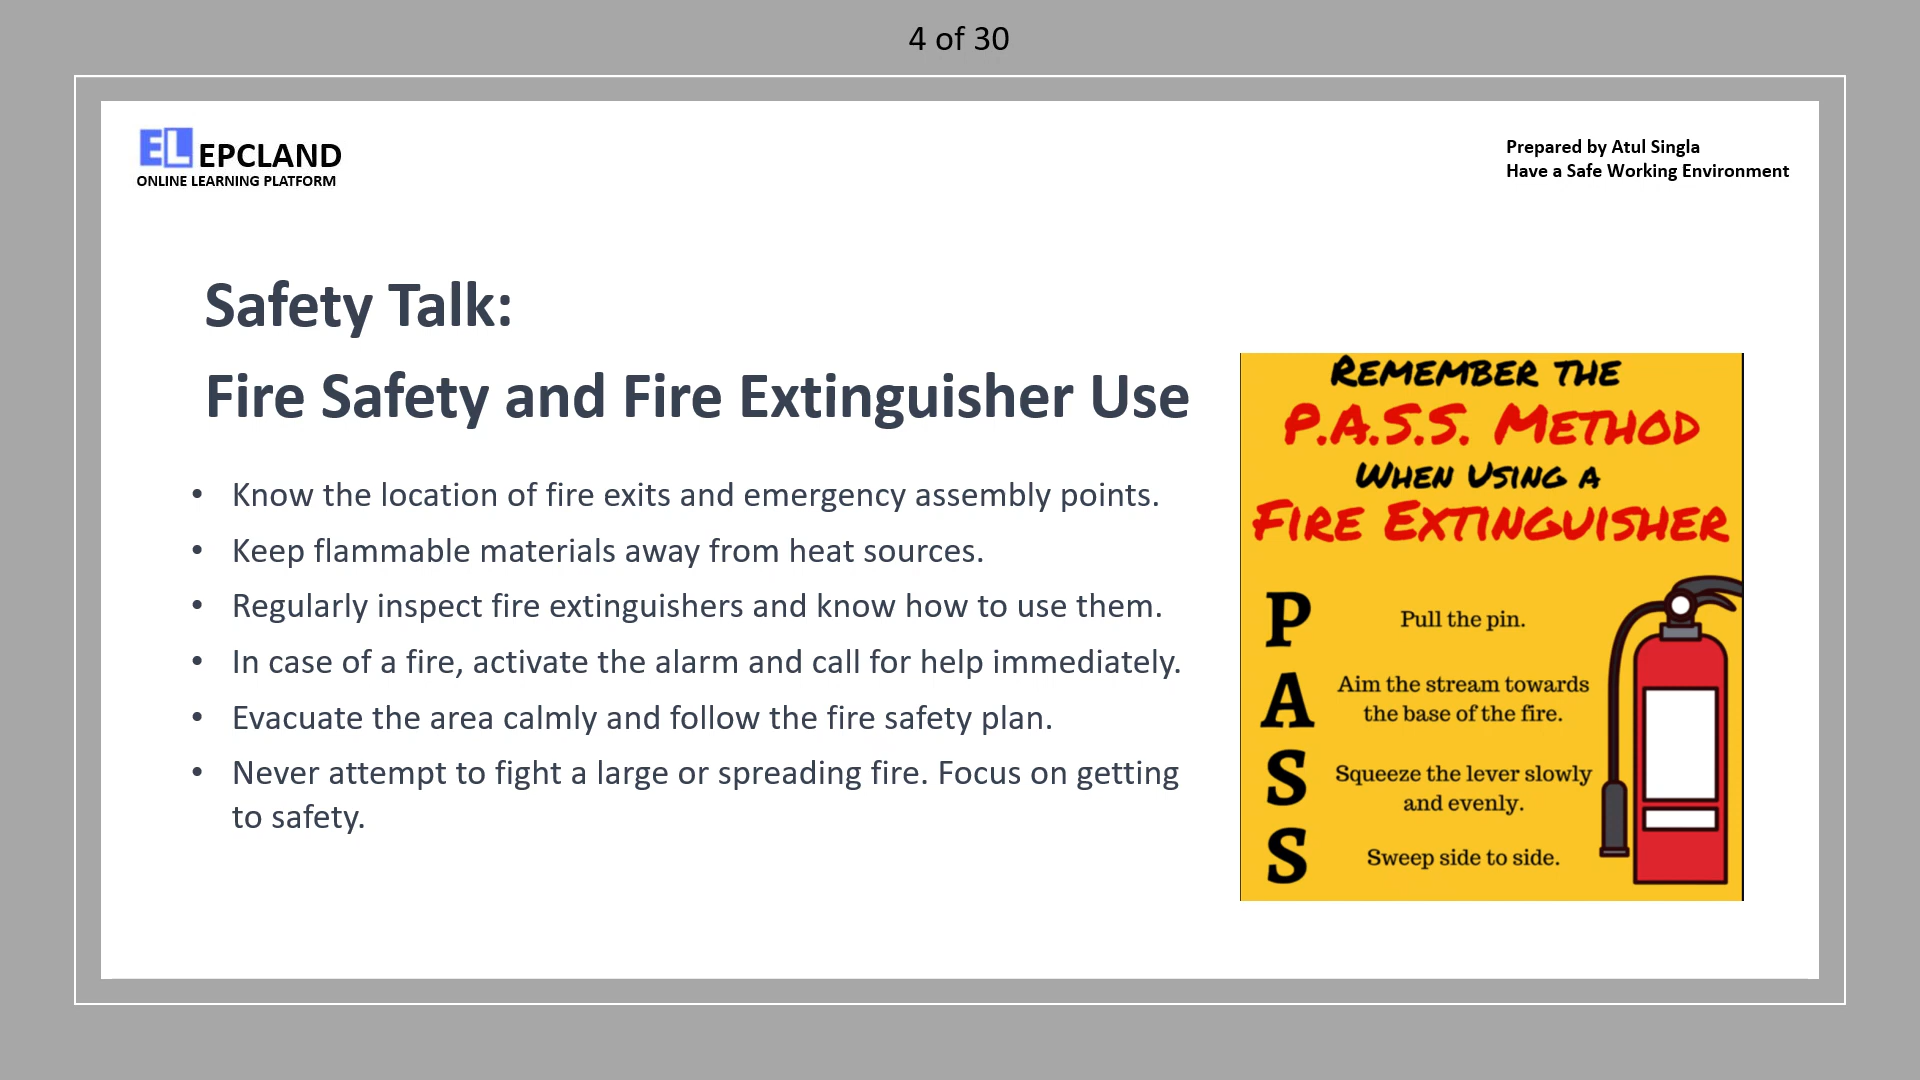 4 of 30
EL EPCLAND
ONLINE LEARNING PLATFORM
Prepared by Atul Singla
Have a Safe Working Environment
Safety Talk:
Fire Safety and Fire Extinguisher Use
• Know the location of fire exits and emergency assembly points.
• Keep flammable materials away from heat sources.
• Regularly inspect fire extinguishers and know how to use them.
• In case of a fire, activate the alarm and call for help immediately.
• Evacuate the area calmly and follow the fire safety plan.
• Never attempt to fight a large or spreading fire. Focus on getting
to safety.
REMEMBER THE
P.A.S.S. METHOD
WHEN USING A
FIRE EXTINGUISHER
P Pull the pin.
A Aim the stream towards
the base of the fire.
S Squeeze the lever slowly
and evenly.
S Sweep side to side.